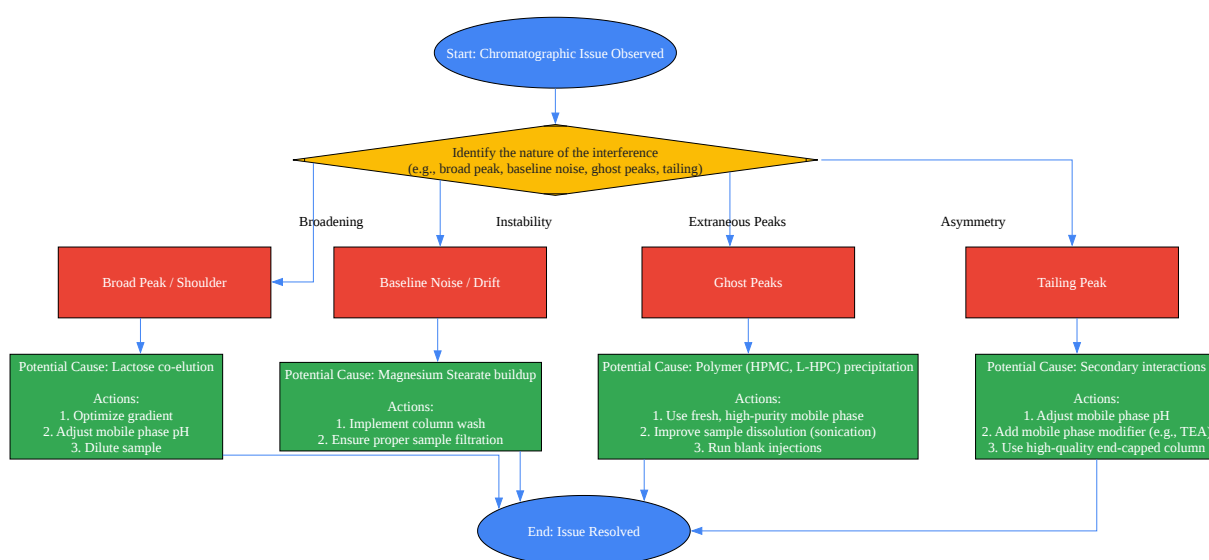 Start: Chromatographic Issue Observed
Identify the nature of the interference
(e.g., broad peak, baseline noise, ghost peaks, tailing)
Broadening
Instability
Extraneous Peaks
Asymmetry
Broad Peak / Shoulder
Baseline Noise / Drift
Ghost Peaks
Tailing Peak
Potential Cause: Lactose co-elution
Actions:
1. Optimize gradient
2. Adjust mobile phase pH
3. Dilute sample
Potential Cause: Magnesium Stearate buildup
Actions:
1. Implement column wash
2. Ensure proper sample filtration
Potential Cause: Polymer (HPMC, L-HPC) precipitation
Actions:
1. Use fresh, high-purity mobile phase
2. Improve sample dissolution (sonication)
3. Run blank injections
Potential Cause: Secondary interactions
Actions:
1. Adjust mobile phase pH
2. Add mobile phase modifier (e.g., TEA)
3. Use high-quality end-capped column
End: Issue Resolved